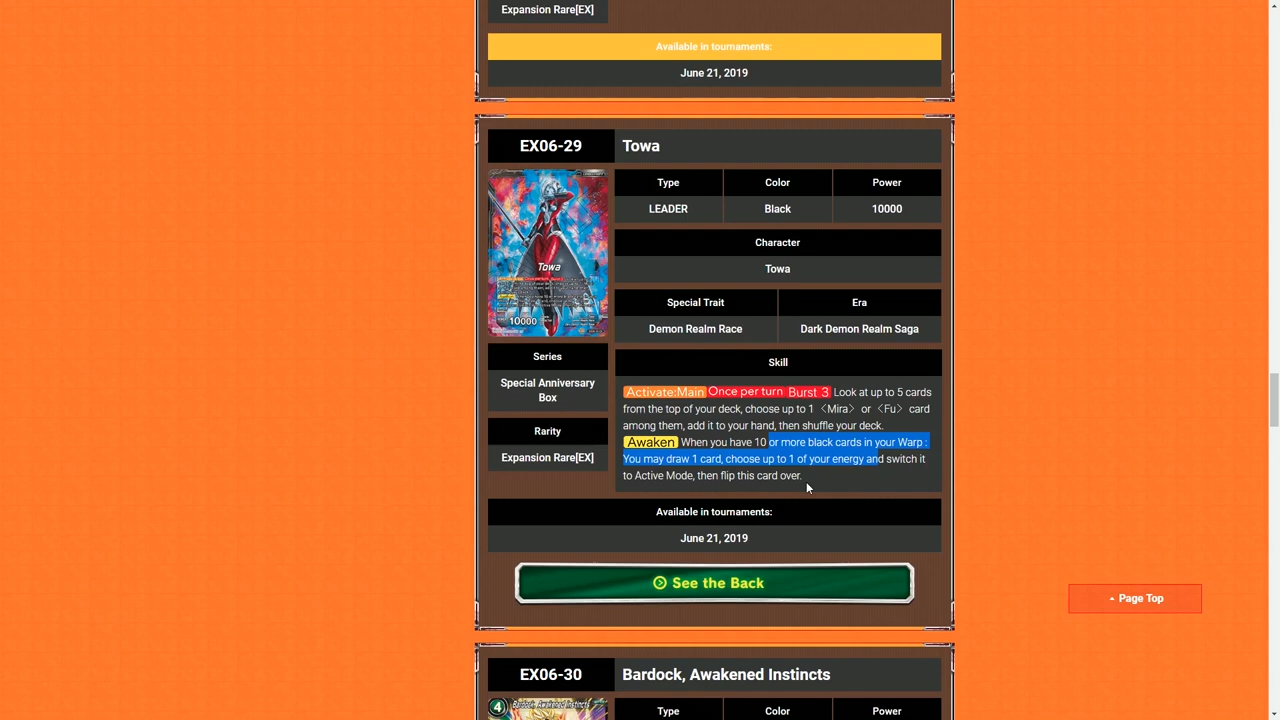 Expansion Rare[EX]
Available in tournaments:
June 21, 2019
EX06-29
Towa
Type
Color
Power
LEADER
Black
10000
Character
Towa
Towa
10000
Special Trait
Era
Demon Realm Race
Dark Demon Realm Saga
Series
Special Anniversary
Box
Rarity
Expansion Rare[EX]
Skill
Activate:Main Once per turn Burst 3 Look at up to 5 cards
from the top of your deck, choose up to 1 〈Mira〉 or 〈Fu〉 card
among them, add it to your hand, then shuffle your deck.
Awaken When you have 10 or more black cards in your Warp :
You may draw 1 card, choose up to 1 of your energy and switch it
to Active Mode, then flip this card over.
Available in tournaments:
June 21, 2019
See the Back
Page Top
EX06-30
Bardock, Awakened Instincts
4
Bardock, Awakened Instincts
Type
Color
Power